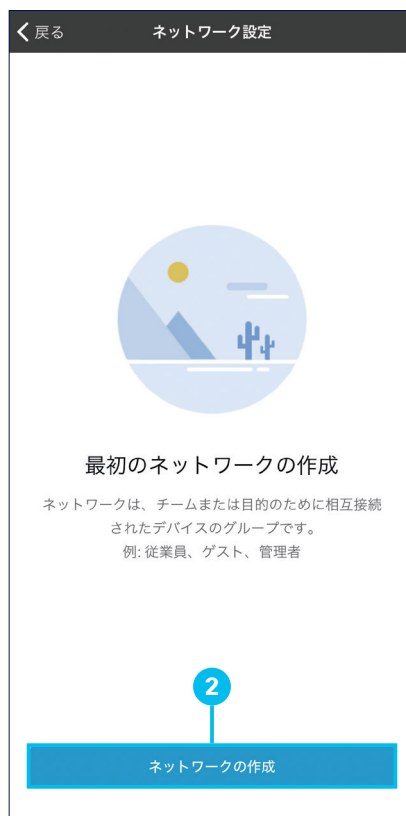 戻る
ネットワーク設定
最初のネットワークの作成
ネットワークは、チームまたは目的のために相互接続
されたデバイスのグループです。
例: 従業員、ゲスト、管理者
2
ネットワークの作成